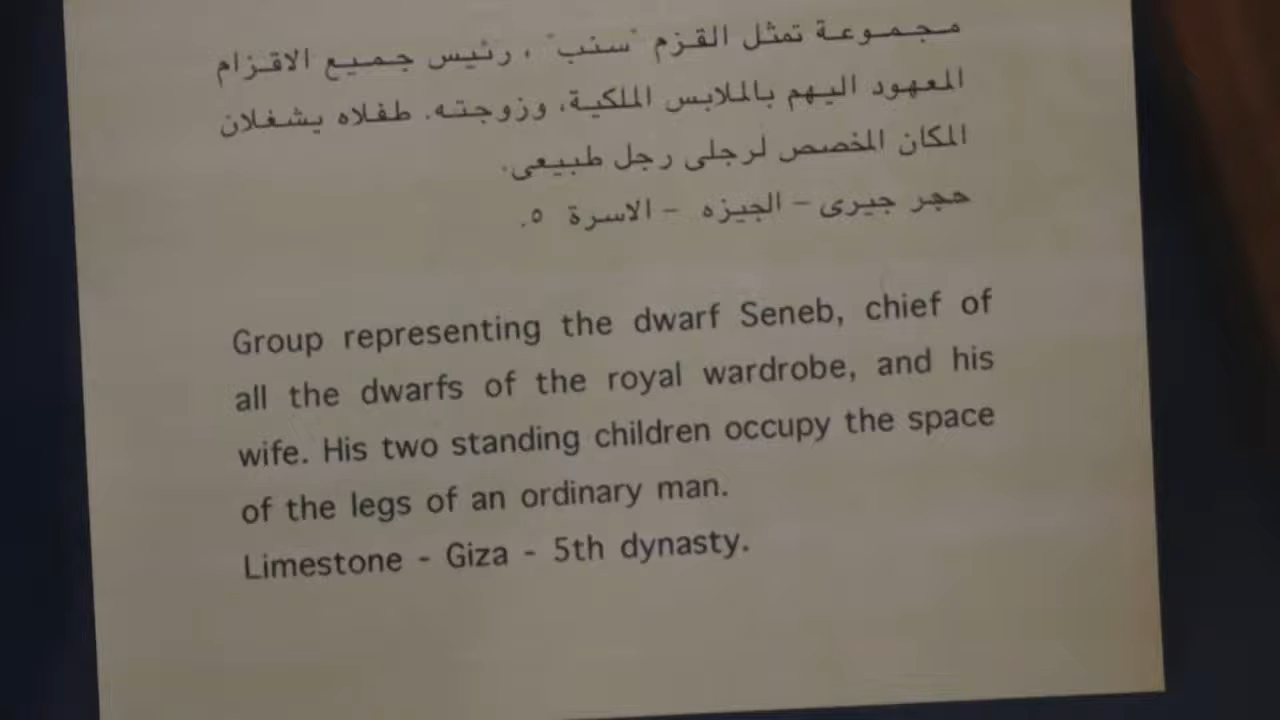 مجموعة تمثل القزم "سنب" ، رئيس جميع الاقزام
المعهود اليهم بالملابس الملكية، وزوجته. طفلاه يشغلان
المكان المخصص لرجلى رجل طبيعى.
حجر جيرى - الجيزه - الاسرة ٥.
Group representing the dwarf Seneb, chief of
all the dwarfs of the royal wardrobe, and his
wife. His two standing children occupy the space
of the legs of an ordinary man.
Limestone - Giza - 5th dynasty.